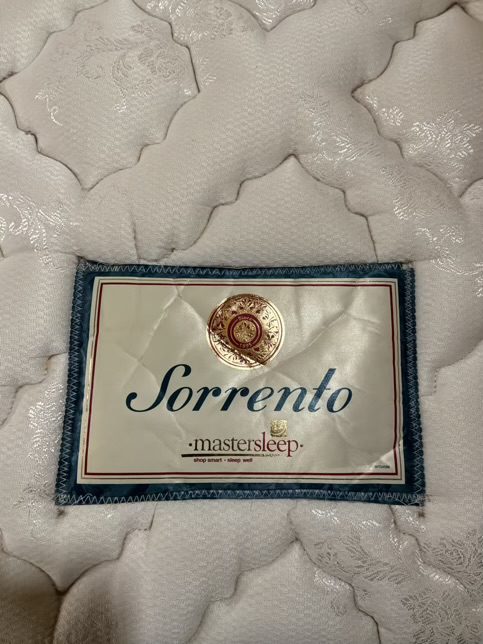 Sorrento
·mastersleep·
shop smart · sleep well